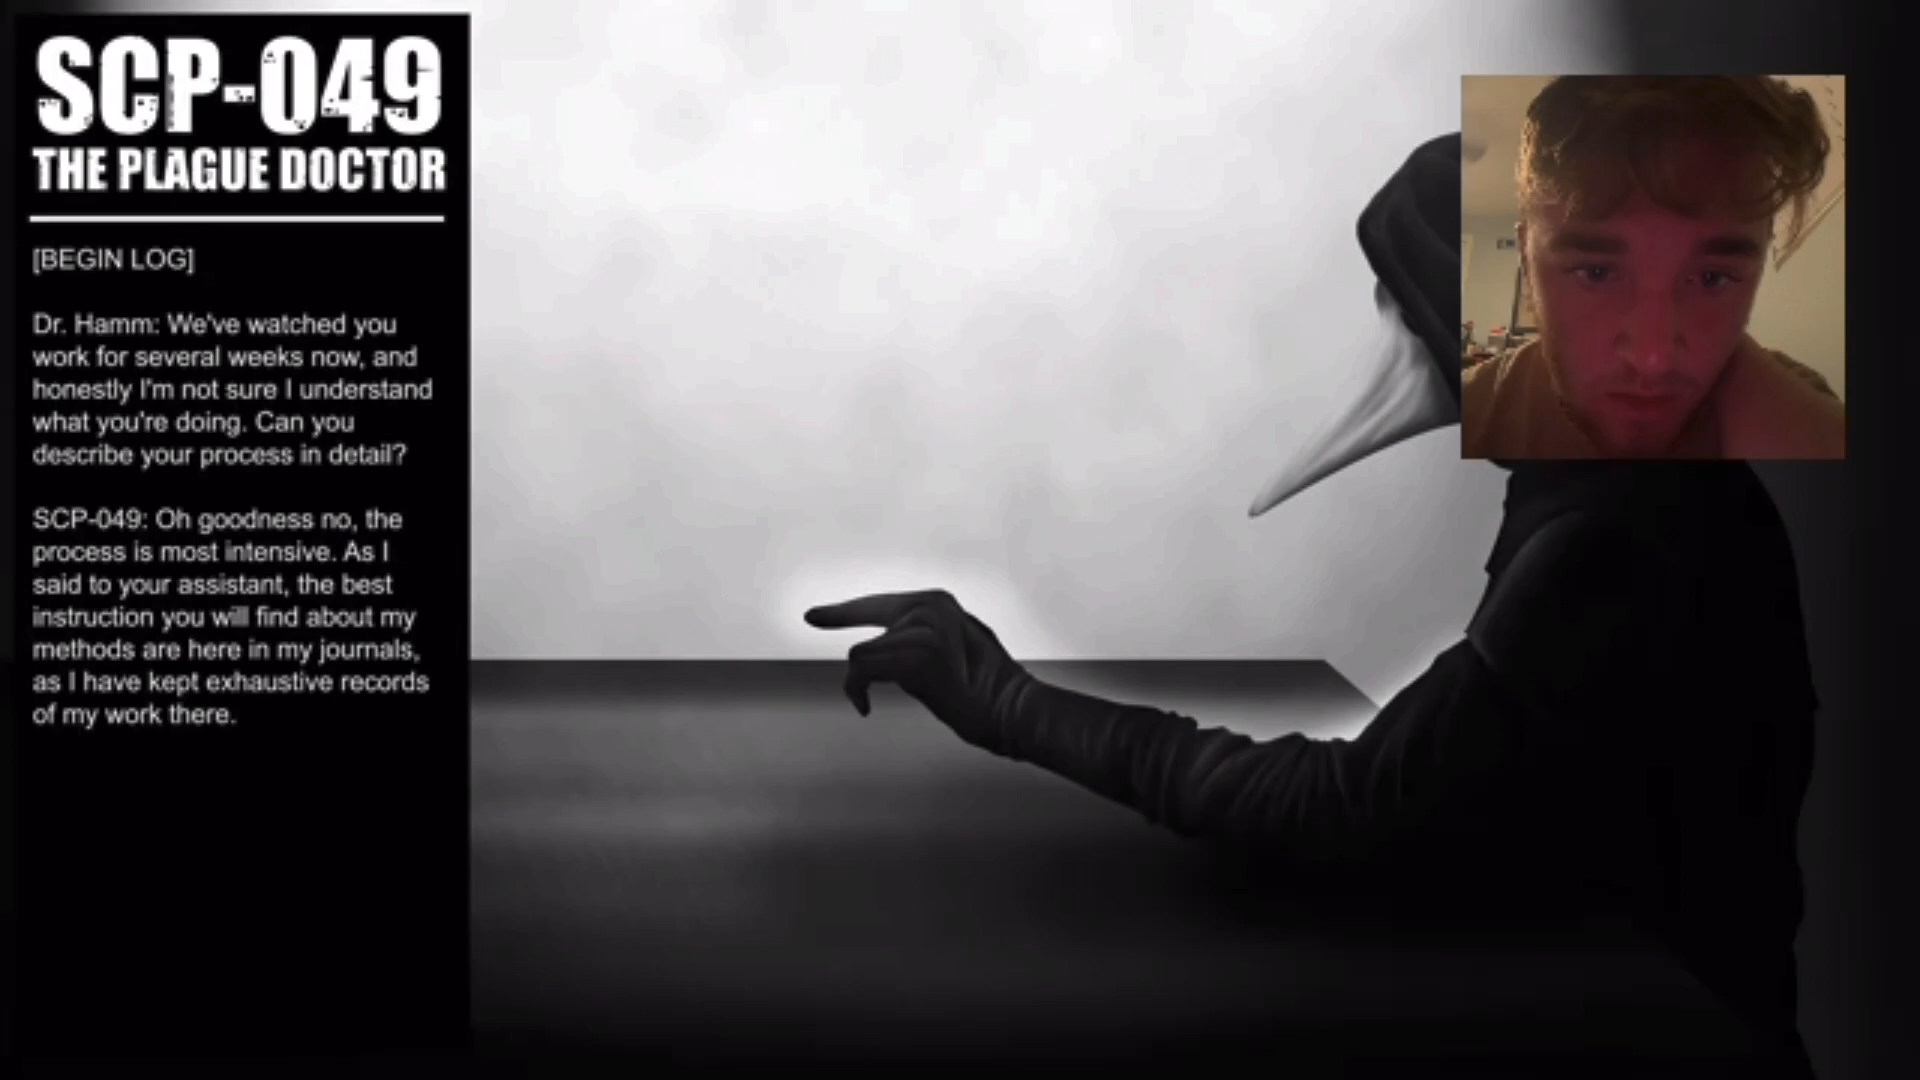 SCP-049
THE PLAGUE DOCTOR
[BEGIN LOG]
Dr. Hamm: We've watched you
work for several weeks now, and
honestly I'm not sure I understand
what you're doing. Can you
describe your process in detail?
SCP-049: Oh goodness no, the
process is most intensive. As I
said to your assistant, the best
instruction you will find about my
methods are here in my journals,
as I have kept exhaustive records
of my work there.